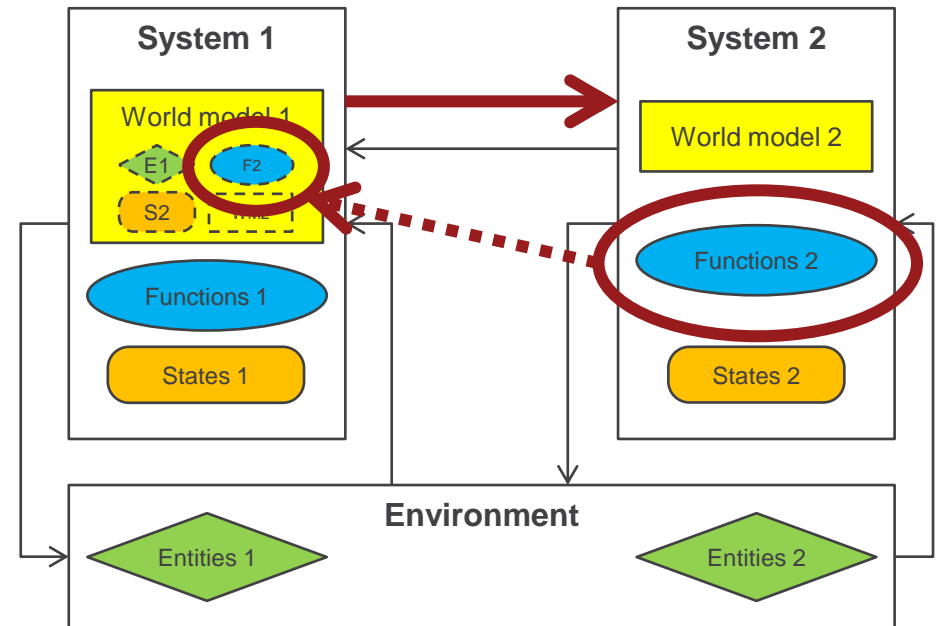 System 1
System 2
World model 1
E1
F2
S2
World model 2
Functions 1
Functions 2
States 1
States 2
Environment
Entities 1
Entities 2